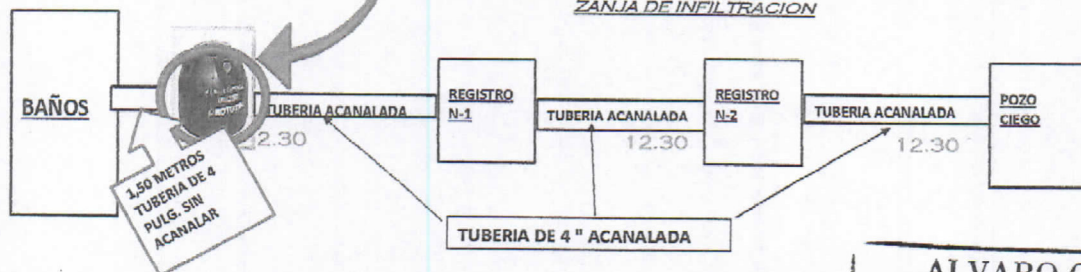 ZANJA DE INFILTRACION
BAÑOS
TUBERIA ACANALADA
2.30
REGISTRO
N-1
TUBERIA ACANALADA
12.30
REGISTRO
N-2
TUBERIA ACANALADA
12.30
POZO
CIEGO
1,50 METROS
TUBERIA DE 4
PULG. SIN
ACANALAR
TUBERIA DE 4 " ACANALADA